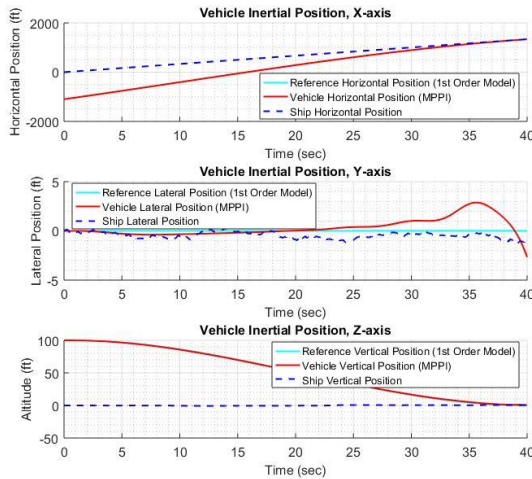 Vehicle Inertial Position, X-axis
Horizontal Position (ft)
2000
0
-2000
Reference Horizontal Position (1st Order Model)
Vehicle Horizontal Position (MPPI)
Ship Horizontal Position
0 5 10 15 20 25 30 35 40
Time (sec)
Vehicle Inertial Position, Y-axis
Lateral Position (ft)
5
0
-5
Reference Lateral Position (1st Order Model)
Vehicle Lateral Position (MPPI)
Ship Lateral Position
0 5 10 15 20 25 30 35 40
Time (sec)
Vehicle Inertial Position, Z-axis
Altitude (ft)
100
50
0
-50
Reference Vertical Position (1st Order Model)
Vehicle Vertical Position (MPPI)
Ship Vertical Position
0 5 10 15 20 25 30 35 40
Time (sec)